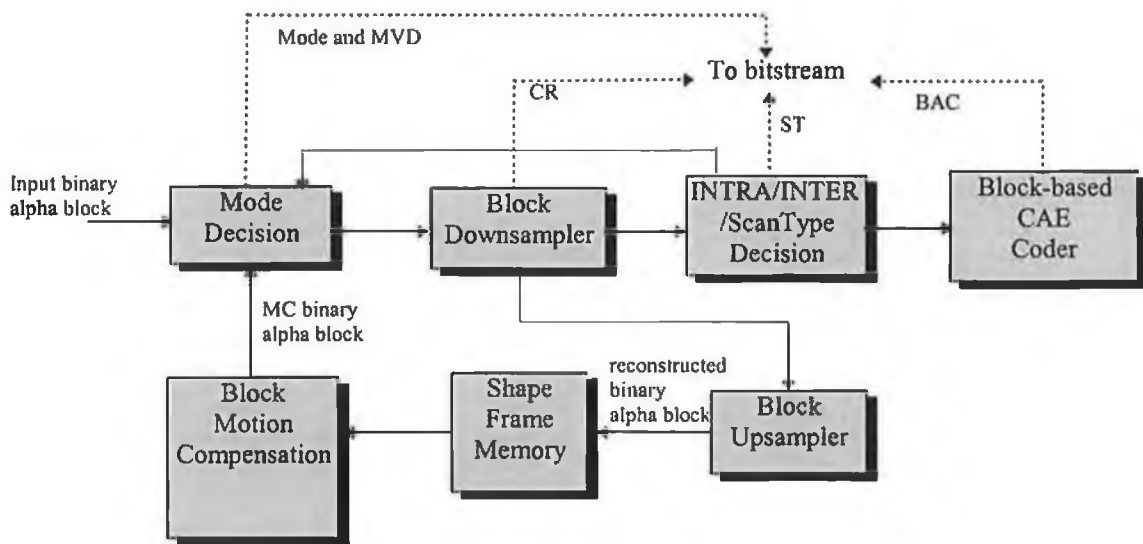 Mode and MVD
To bitstream
CR
BAC
ST
Input binary
alpha block
Mode
Decision
Block
Downsampler
INTRA/INTER
/ScanType
Decision
Block-based
CAE
Coder
MC binary
alpha block
reconstructed
binary
alpha block
Block
Motion
Compensation
Shape
Frame
Memory
Block
Upsampler